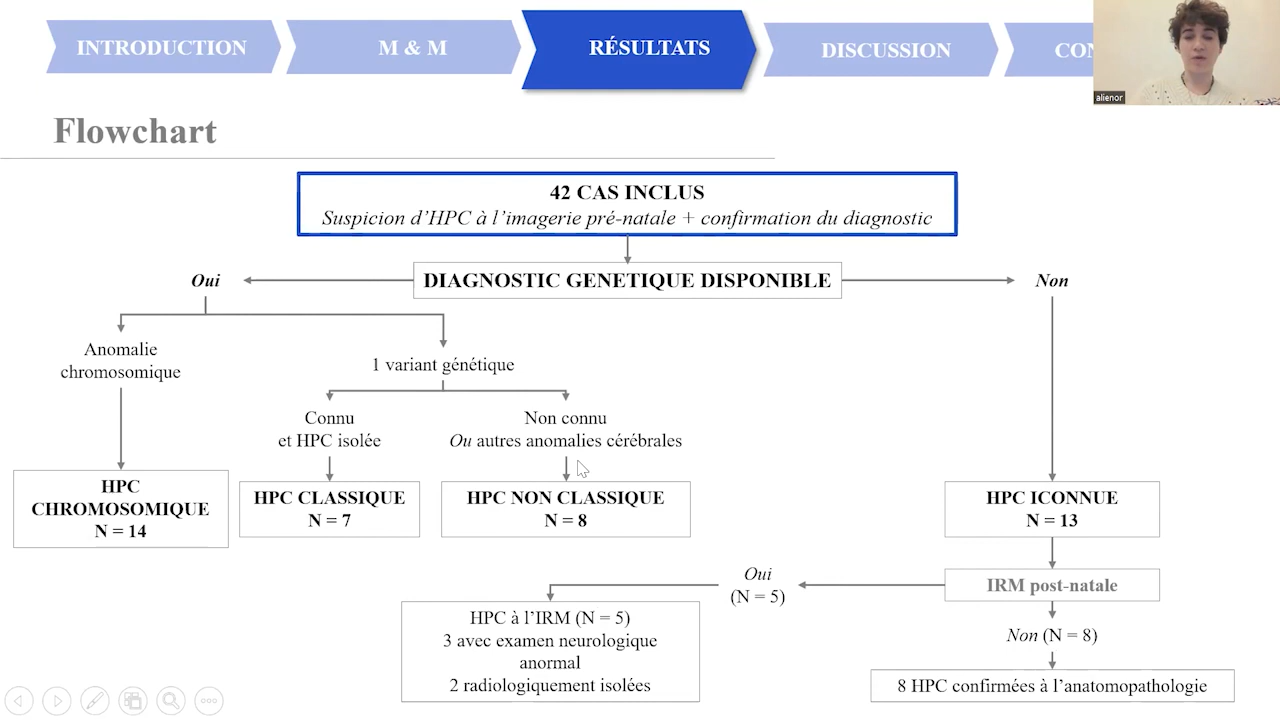 INTRODUCTION
M & M
RÉSULTATS
DISCUSSION
CON
alienor
Flowchart
42 CAS INCLUS
Suspicion d’HPC à l’imagerie pré-natale + confirmation du diagnostic
Oui
DIAGNOSTIC GENETIQUE DISPONIBLE
Non
Anomalie
chromosomique
1 variant génétique
Connu
et HPC isolée
Non connu
Ou autres anomalies cérébrales
HPC
CHROMOSOMIQUE
N = 14
HPC CLASSIQUE
N = 7
HPC NON CLASSIQUE
N = 8
HPC ICONNUE
N = 13
IRM post-natale
Oui
(N = 5)
Non (N = 8)
HPC à l’IRM (N = 5)
3 avec examen neurologique
anormal
2 radiologiquement isolées
8 HPC confirmées à l’anatomopathologie